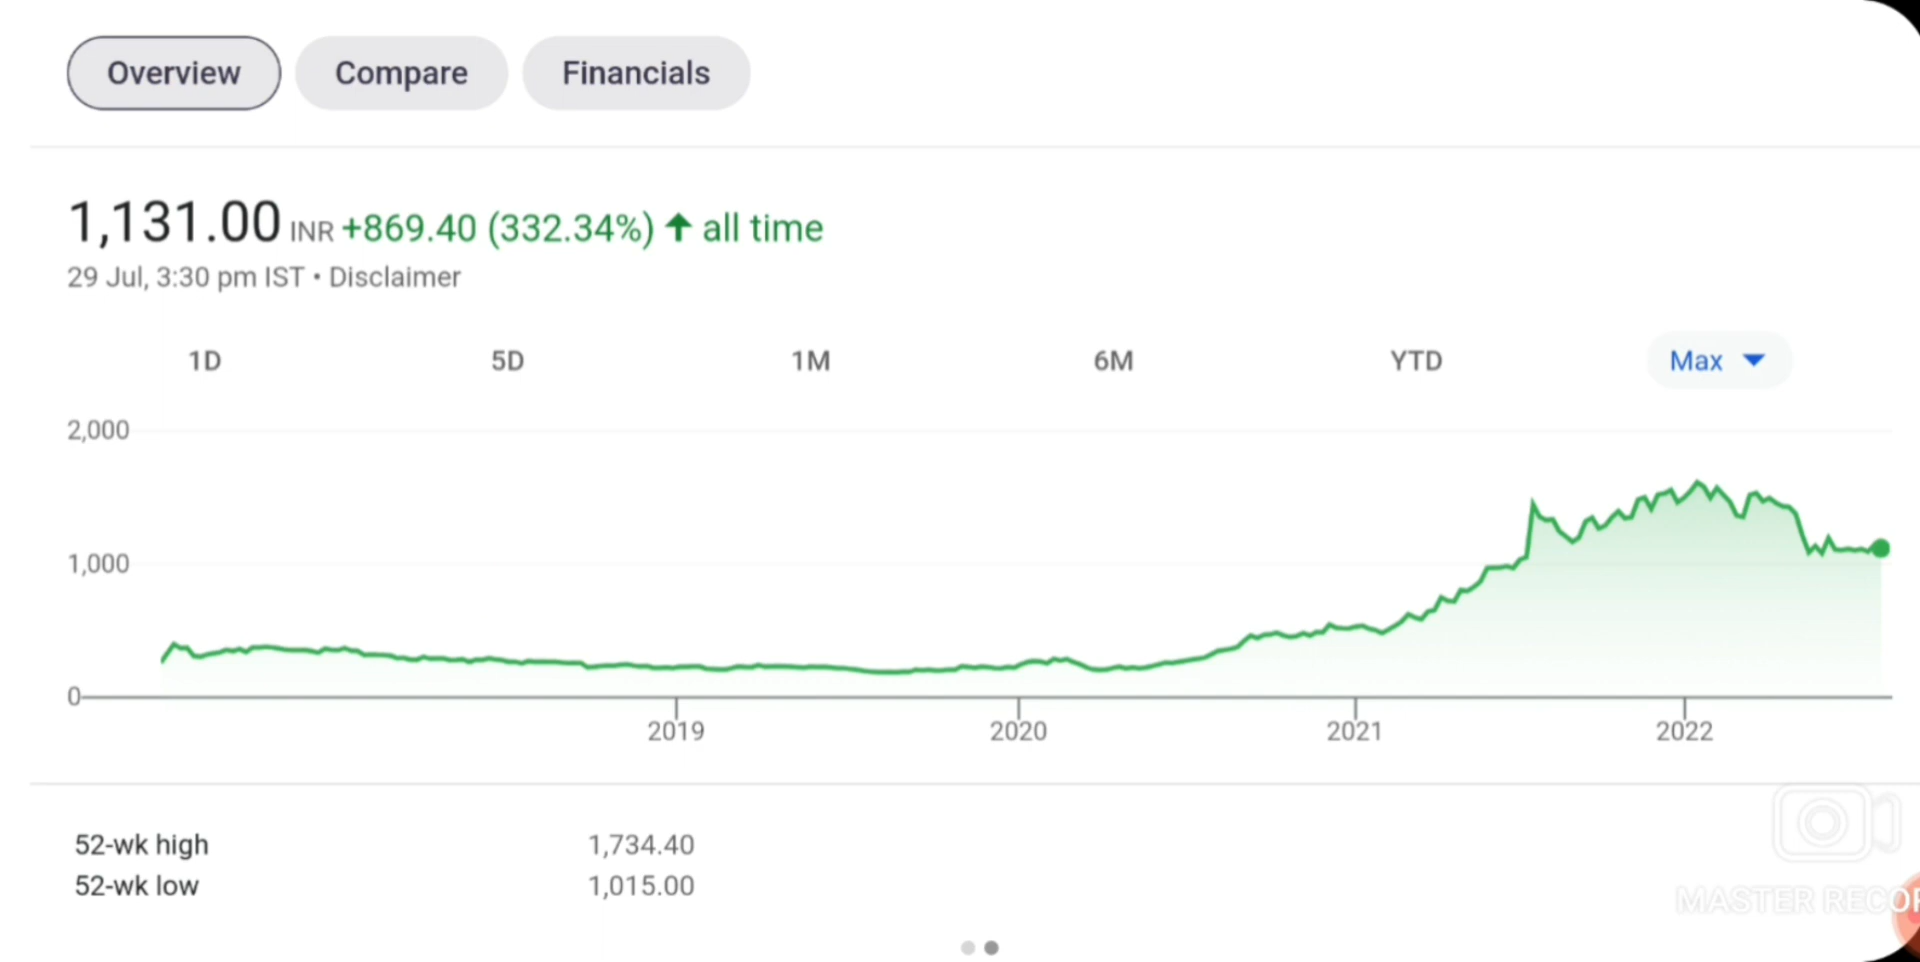 Overview Compare Financials
1,131.00 INR +869.40 (332.34%) ↑ all time
29 Jul, 3:30 pm IST • Disclaimer
1D 5D 1M 6M YTD Max
2,000
1,000
0
2019 2020 2021 2022
52-wk high 1,734.40
52-wk low 1,015.00
MASTER RECOR